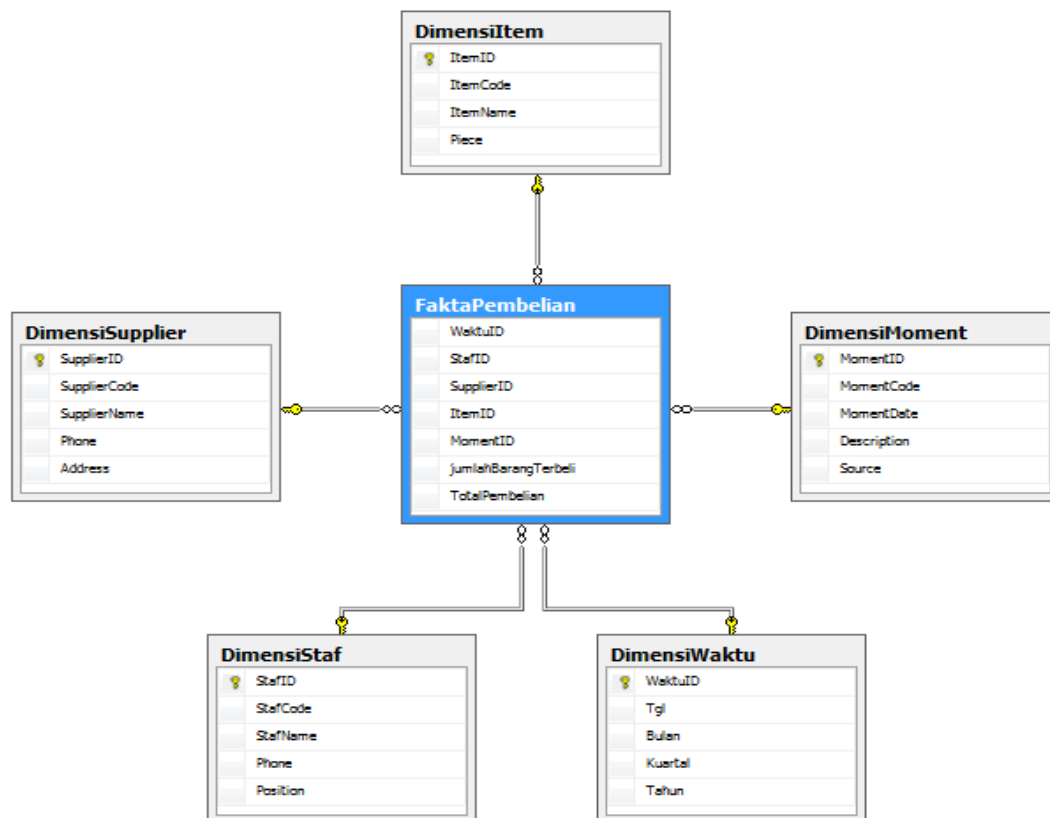 DimensiItem
ItemID
ItemCode
ItemName
Piece
FaktaPembelian
WaktuID
StafID
SupplierID
ItemID
MomentID
jumlahBarangTerbeli
TotalPembelian
DimensiSupplier
SupplierID
SupplierCode
SupplierName
Phone
Address
DimensiMoment
MomentID
MomentCode
MomentDate
Description
Source
DimensiStaf
StafID
StafCode
StafName
Phone
Position
DimensiWaktu
WaktuID
Tgl
Bulan
Kuartal
Tahun